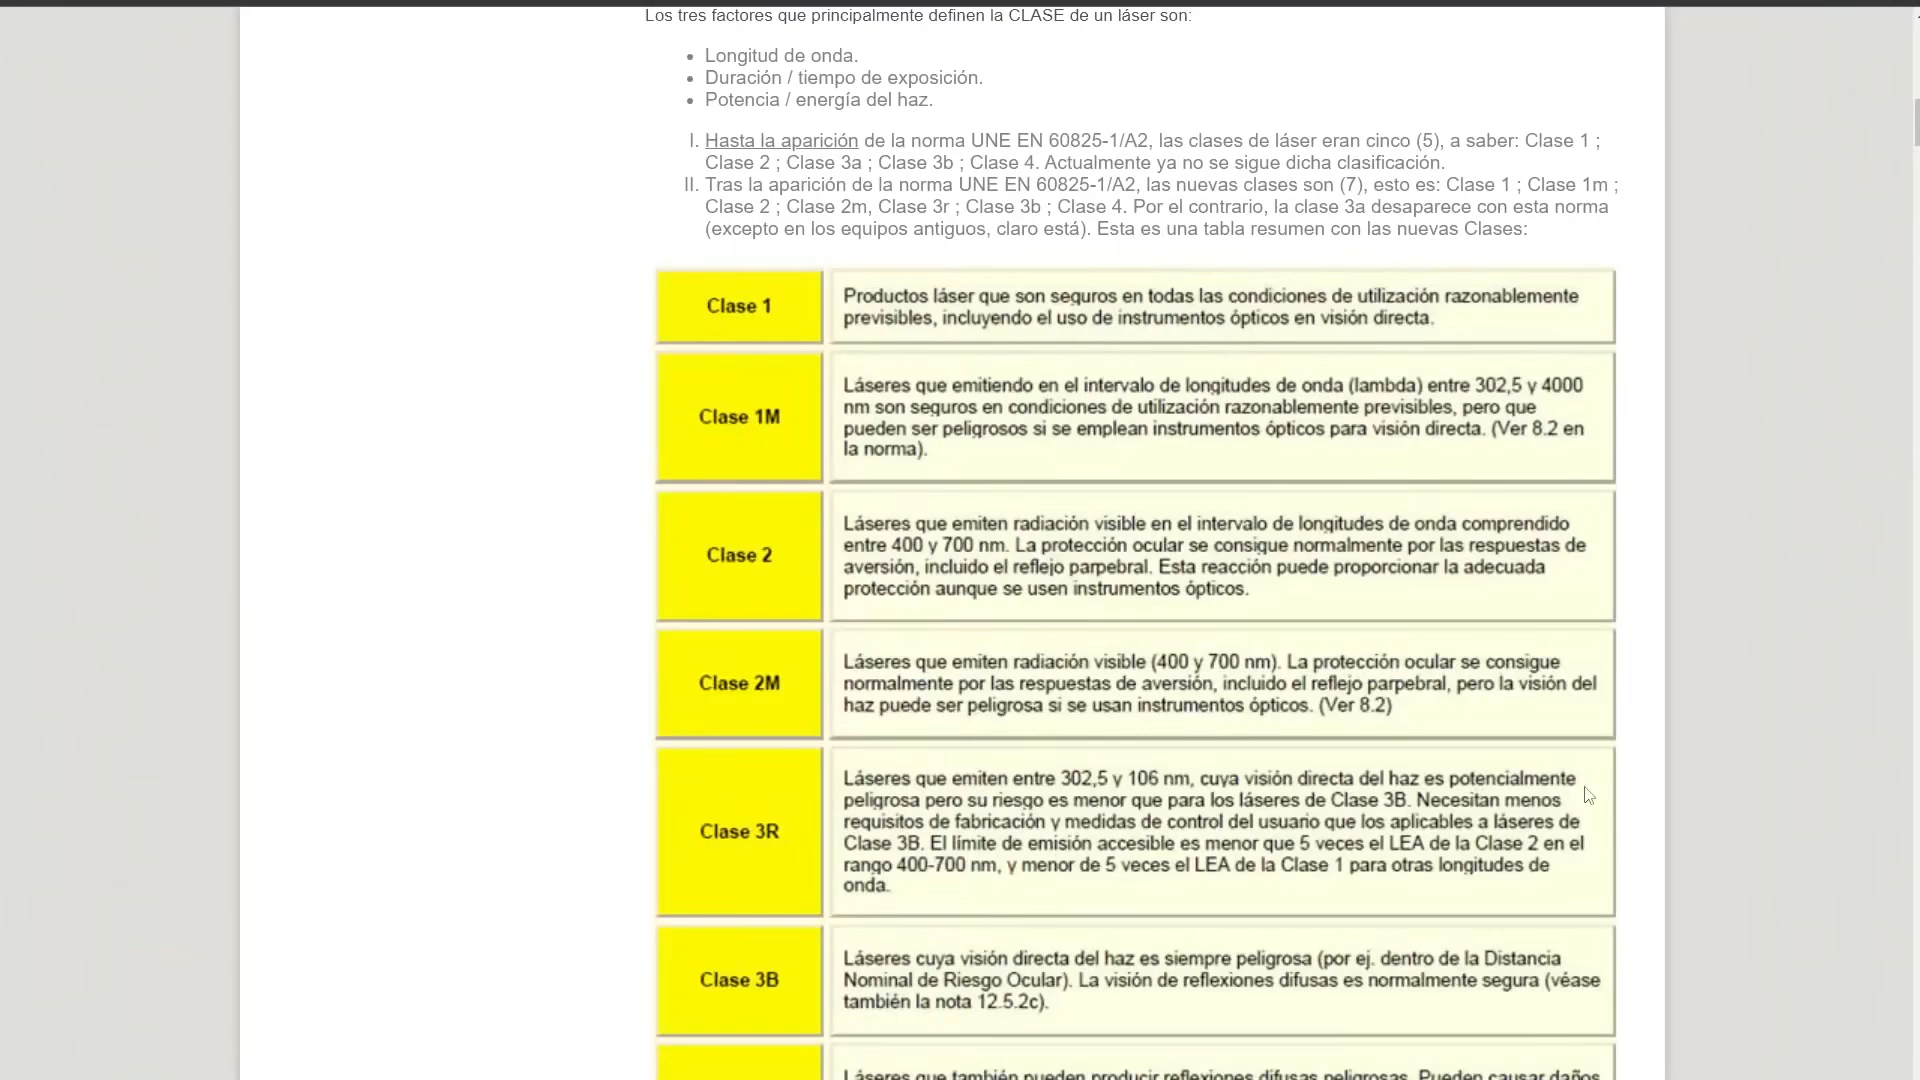 Los tres factores que principalmente definen la CLASE de un láser son:
Longitud de onda.
Duración / tiempo de exposición.
Potencia / energía del haz.
I. Hasta la aparición de la norma UNE EN 60825-1/A2, las clases de láser eran cinco (5), a saber: Clase 1 ;
Clase 2 ; Clase 3a ; Clase 3b ; Clase 4. Actualmente ya no se sigue dicha clasificación.
II. Tras la aparición de la norma UNE EN 60825-1/A2, las nuevas clases son (7), esto es: Clase 1 ; Clase 1m ;
Clase 2 ; Clase 2m, Clase 3r ; Clase 3b ; Clase 4. Por el contrario, la clase 3a desaparece con esta norma
(excepto en los equipos antiguos, claro está). Esta es una tabla resumen con las nuevas Clases:
Clase 1
Productos láser que son seguros en todas las condiciones de utilización razonablemente
previsibles, incluyendo el uso de instrumentos ópticos en visión directa.
Clase 1M
Láseres que emitiendo en el intervalo de longitudes de onda (lambda) entre 302,5 y 4000
nm son seguros en condiciones de utilización razonablemente previsibles, pero que
pueden ser peligrosos si se emplean instrumentos ópticos para visión directa. (Ver 8.2 en
la norma).
Clase 2
Láseres que emiten radiación visible en el intervalo de longitudes de onda comprendido
entre 400 y 700 nm. La protección ocular se consigue normalmente por las respuestas de
aversión, incluido el reflejo parpebral. Esta reacción puede proporcionar la adecuada
protección aunque se usen instrumentos ópticos.
Clase 2M
Láseres que emiten radiación visible (400 y 700 nm). La protección ocular se consigue
normalmente por las respuestas de aversión, incluido el reflejo parpebral, pero la visión del
haz puede ser peligrosa si se usan instrumentos ópticos. (Ver 8.2)
Clase 3R
Láseres que emiten entre 302,5 y 106 nm, cuya visión directa del haz es potencialmente
peligrosa pero su riesgo es menor que para los láseres de Clase 3B. Necesitan menos
requisitos de fabricación y medidas de control del usuario que los aplicables a láseres de
Clase 3B. El límite de emisión accesible es menor que 5 veces el LEA de la Clase 2 en el
rango 400-700 nm, y menor de 5 veces el LEA de la Clase 1 para otras longitudes de
onda.
Clase 3B
Láseres cuya visión directa del haz es siempre peligrosa (por ej. dentro de la Distancia
Nominal de Riesgo Ocular). La visión de reflexiones difusas es normalmente segura (véase
también la nota 12.5.2c).
Láseres que también pueden producir reflexiones difusas peligrosas. Pueden causar daños